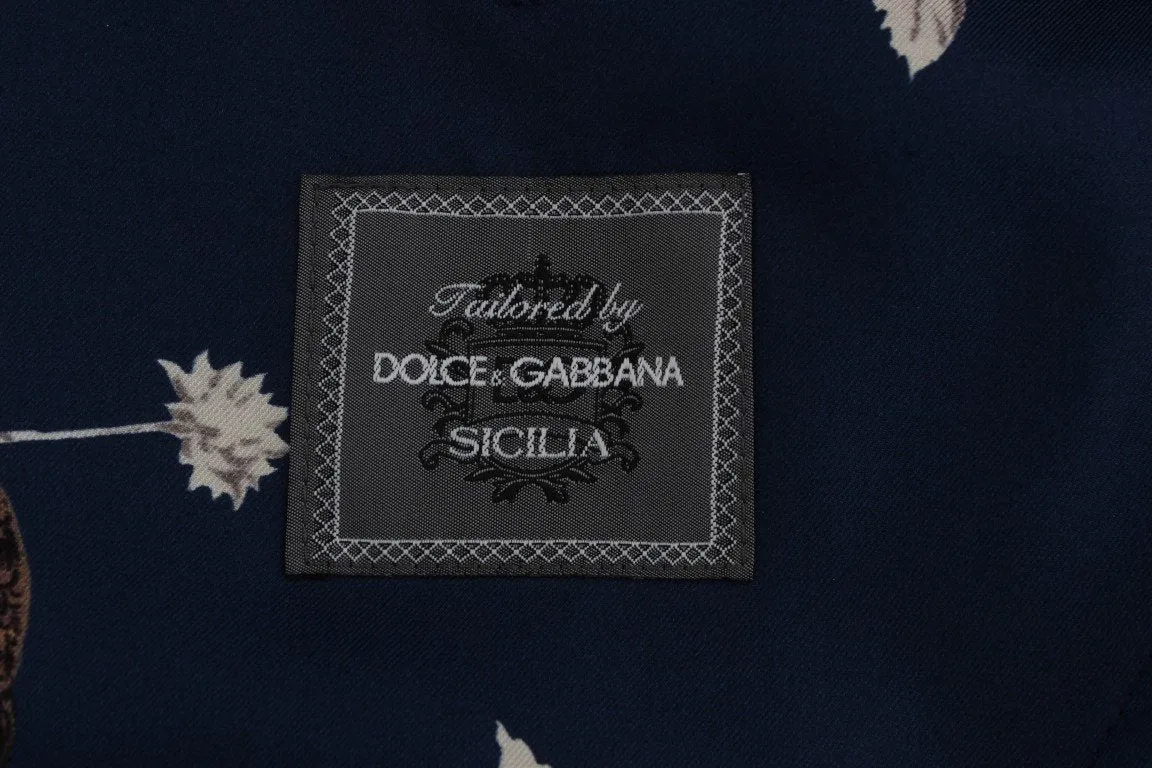 Tailored by
DOLCE & GABBANA
SICILIA